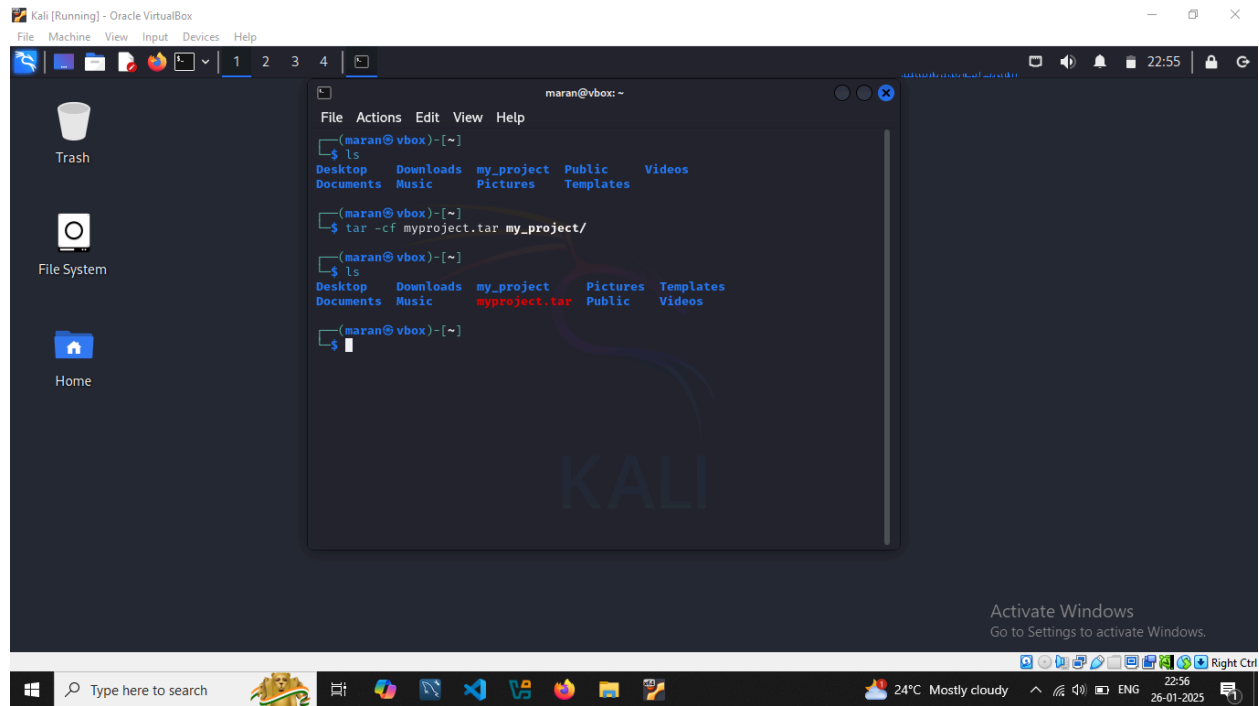 Kali [Running] - Oracle VirtualBox
File Machine View Input Devices Help
1 2 3 4 22:55
maran@vbox: ~
File Actions Edit View Help
┌──(maran㉿vbox)-[~]
└─$ ls
Desktop Downloads my_project Public Videos
Documents Music Pictures Templates
┌──(maran㉿vbox)-[~]
└─$ tar -cf myproject.tar my_project/
┌──(maran㉿vbox)-[~]
└─$ ls
Desktop Downloads my_project Pictures Templates
Documents Music myproject.tar Public Videos
┌──(maran㉿vbox)-[~]
└─$
Trash
File System
Home
KALI
Activate Windows
Go to Settings to activate Windows.
Right Ctrl
Type here to search
24°C Mostly cloudy
ENG
22:56
26-01-2025
1